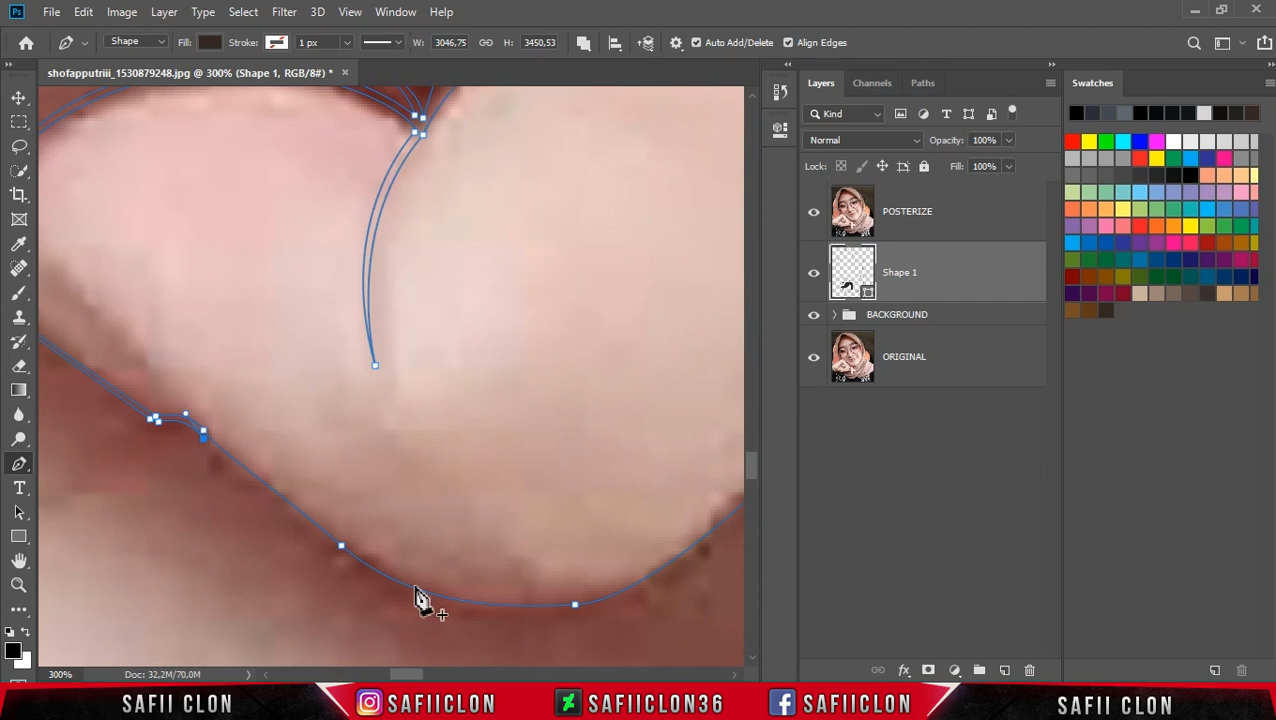 Ps File Edit Image Layer Type Select Filter 3D View Window Help
Shape Fill: Stroke: 1 px W: 3046,75 H: 3450,53 Auto Add/Delete Align Edges
shofapputriii_1530879248.jpg @ 300% (Shape 1, RGB/8#) *
Layers Channels Paths
Swatches
Kind
Normal Opacity: 100%
Lock: Fill: 100%
POSTERIZE
Shape 1
BACKGROUND
ORIGINAL
T
300% Doc: 32,2M/70,0M
fx
SAFII CLON SAFIICLON SAFIICLON36 SAFIICLON SAFII CLON